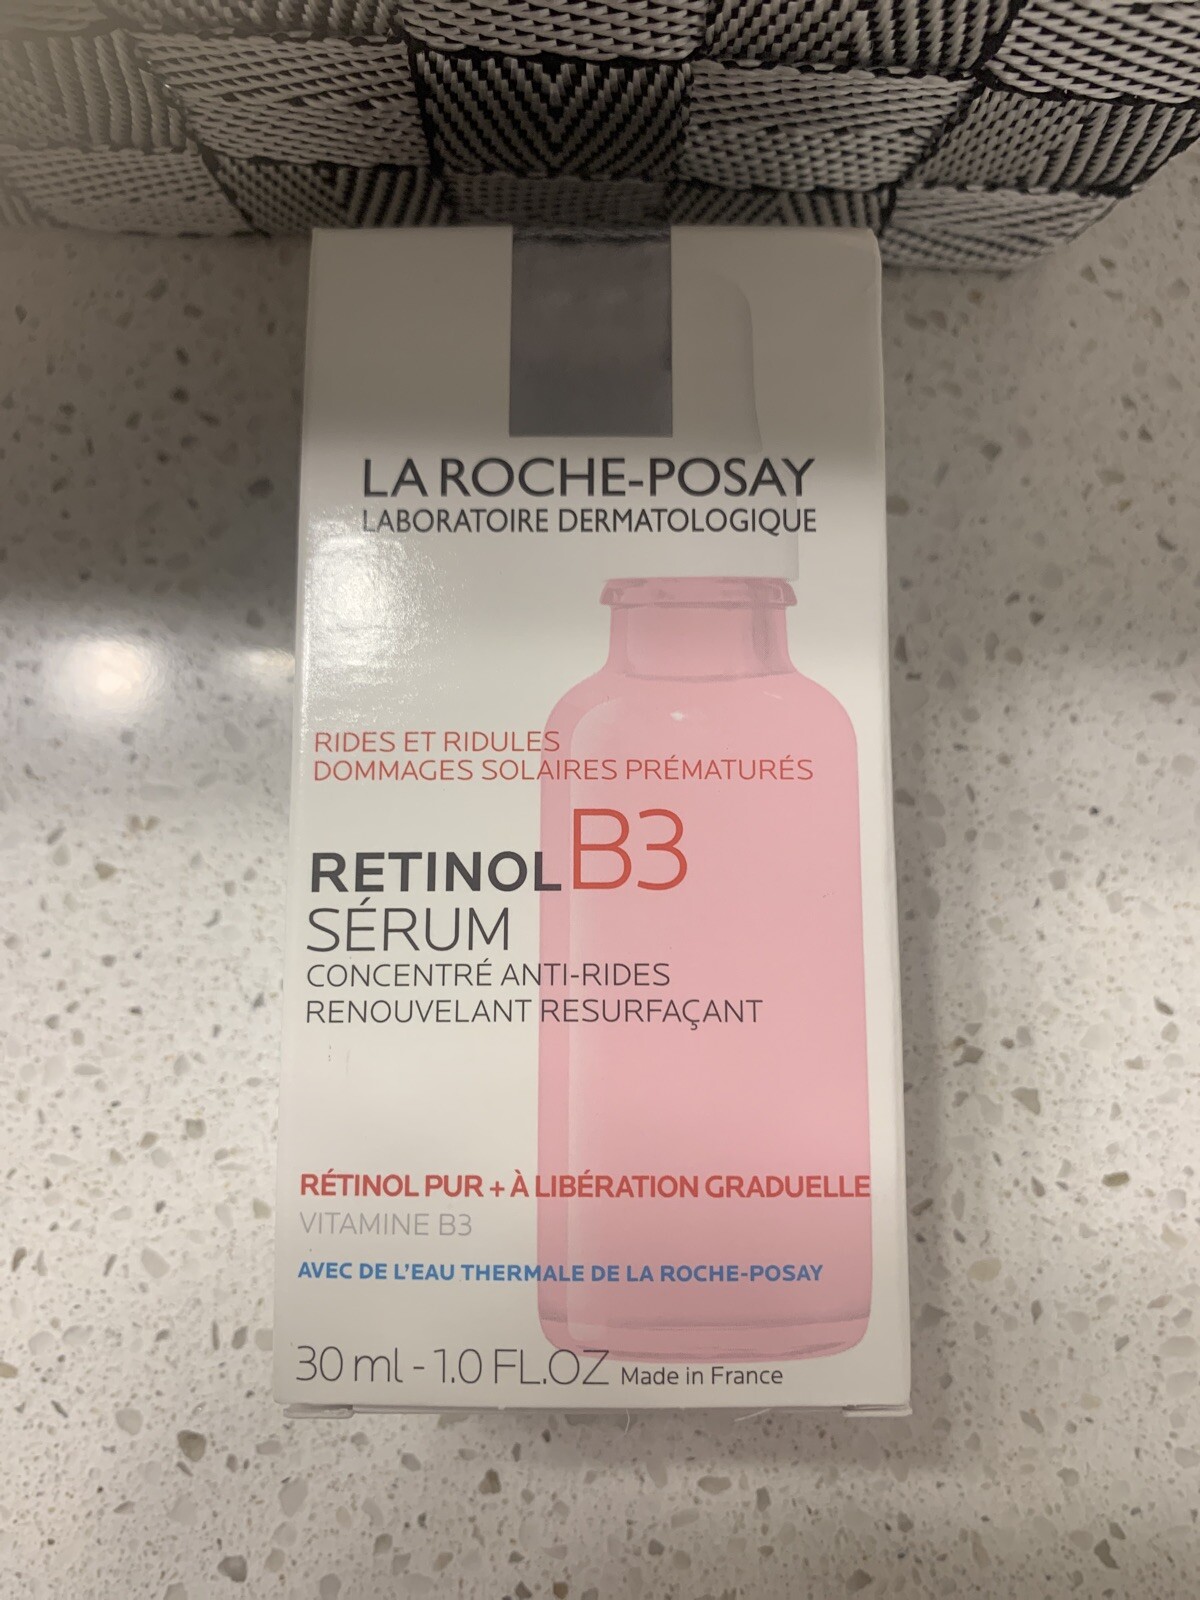 LA ROCHE-POSAY
LABORATOIRE DERMATOLOGIQUE
RIDES ET RIDULES
DOMMAGES SOLAIRES PRÉMATURÉS
RETINOL B3
SÉRUM
CONCENTRÉ ANTI-RIDES
RENOUVELANT RESURFAÇANT
RÉTINOL PUR + À LIBÉRATION GRADUELLE
VITAMINE B3
AVEC DE L'EAU THERMALE DE LA ROCHE-POSAY
30 ml - 1.0 FL.OZ Made in France